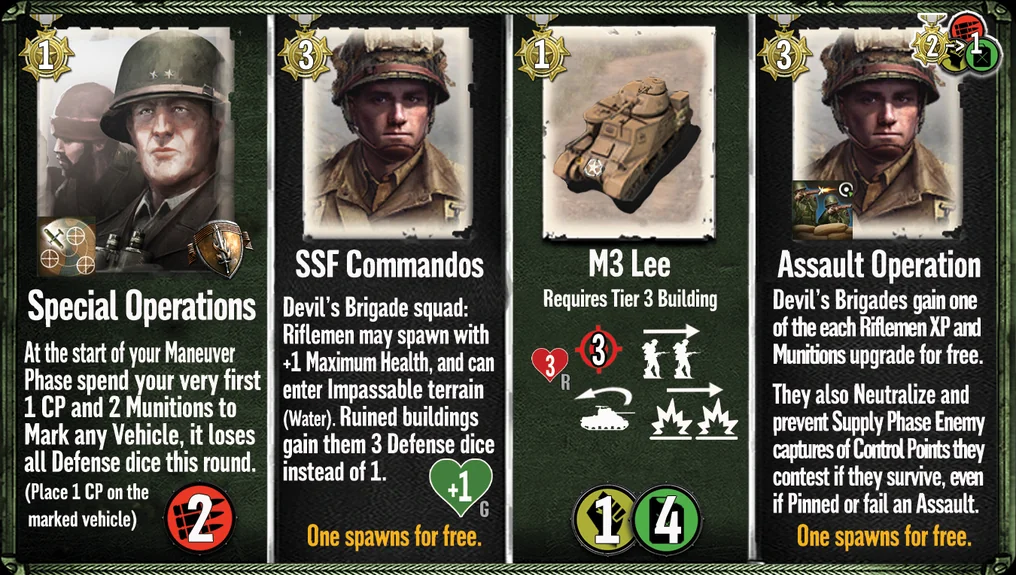 1
Special Operations
At the start of your Maneuver
Phase spend your very first
1 CP and 2 Munitions to
Mark any Vehicle, it loses
all Defense dice this round.
(Place 1 CP on the
marked vehicle)
2
3
SSF Commandos
Devil's Brigade squad:
Riflemen may spawn with
+1 Maximum Health, and can
enter Impassable terrain
(Water). Ruined buildings
gain them 3 Defense dice
instead of 1.
+1
G
One spawns for free.
1
M3 Lee
Requires Tier 3 Building
3
R
3
1 4
3
2 -> 1
Assault Operation
Devil's Brigades gain one
of the each Riflemen XP and
Munitions upgrade for free.
They also Neutralize and
prevent Supply Phase Enemy
captures of Control Points they
contest if they survive, even
if Pinned or fail an Assault.
One spawns for free.